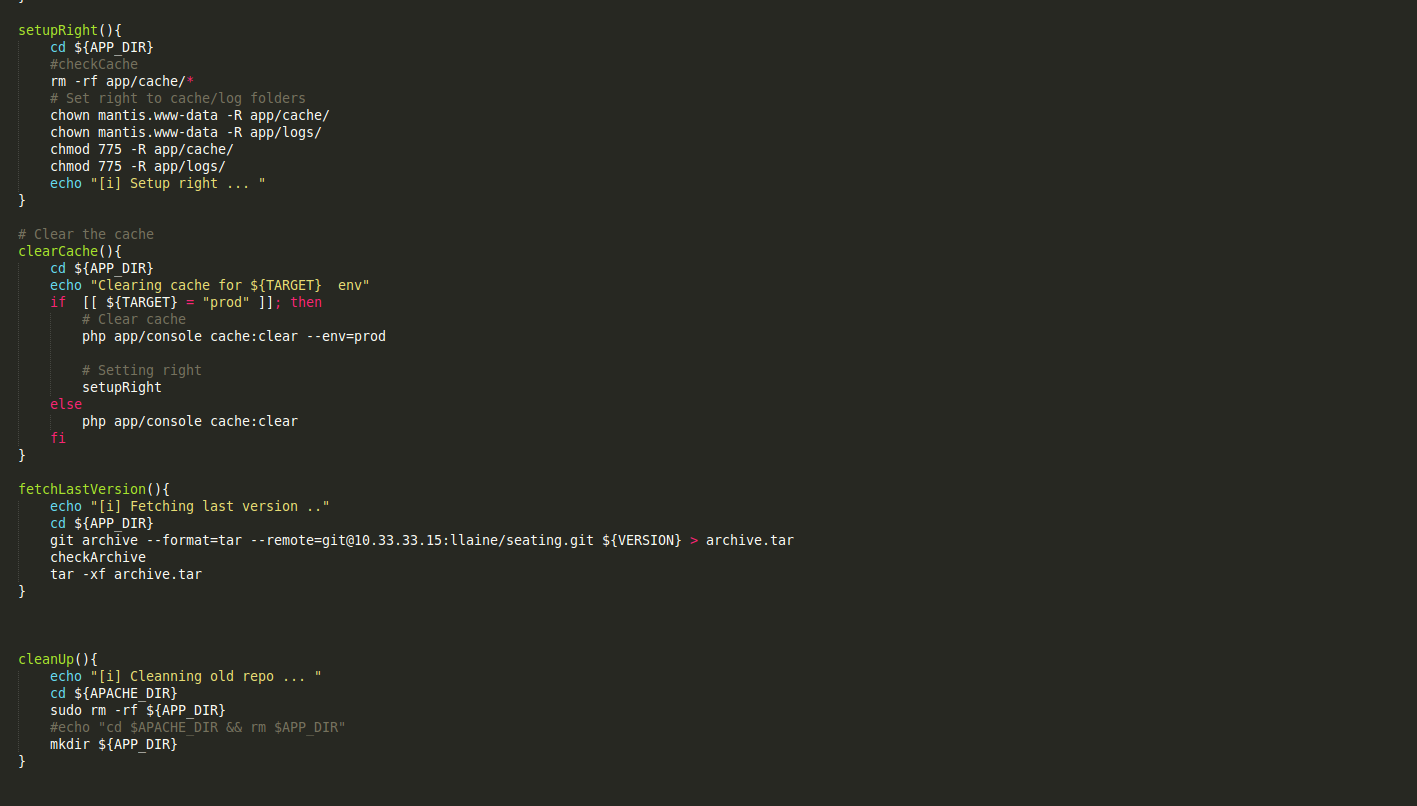 }
setupRight(){
    cd ${APP_DIR}
    #checkCache
    rm -rf app/cache/*
    # Set right to cache/log folders
    chown mantis.www-data -R app/cache/
    chown mantis.www-data -R app/logs/
    chmod 775 -R app/cache/
    chmod 775 -R app/logs/
    echo "[i] Setup right ... "
}
# Clear the cache
clearCache(){
    cd ${APP_DIR}
    echo "Clearing cache for ${TARGET}  env"
    if  [[ ${TARGET} = "prod" ]]; then
        # Clear cache
        php app/console cache:clear --env=prod
        # Setting right
        setupRight
    else
        php app/console cache:clear
    fi
}
fetchLastVersion(){
    echo "[i] Fetching last version .."
    cd ${APP_DIR}
    git archive --format=tar --remote=git@10.33.33.15:llaine/seating.git ${VERSION} > archive.tar
    checkArchive
    tar -xf archive.tar
}
cleanUp(){
    echo "[i] Cleanning old repo ... "
    cd ${APACHE_DIR}
    sudo rm -rf ${APP_DIR}
    #echo "cd $APACHE_DIR && rm $APP_DIR"
    mkdir ${APP_DIR}
}